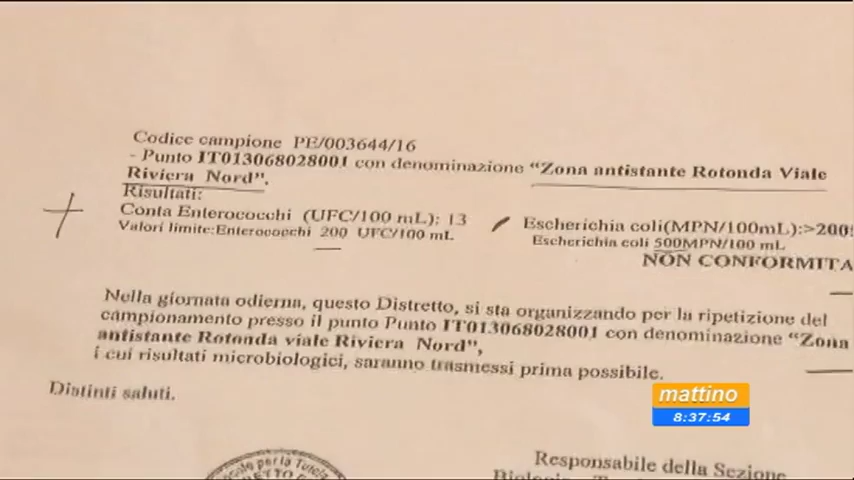 Codice campione PE/003644/16
- Punto IT013068028001 con denominazione “Zona antistante Rotonda Viale
Riviera Nord”.
Risultati:
Conta Enterococchi (UFC/100 mL): 13
Valori limite:Enterococchi 200 UFC/100 mL
Escherichia coli(MPN/100mL):>200
Escherichia coli 500MPN/100 mL
NON CONFORMITA
Nella giornata odierna, questo Distretto, si sta organizzando per la ripetizione del
campionamento presso il punto Punto IT013068028001 con denominazione “Zona
antistante Rotonda viale Riviera Nord”,
i cui risultati microbiologici, saranno trasmessi prima possibile.
Distinti saluti.
mattino
8:37:54
per la Tutela
Responsabile della Sezione